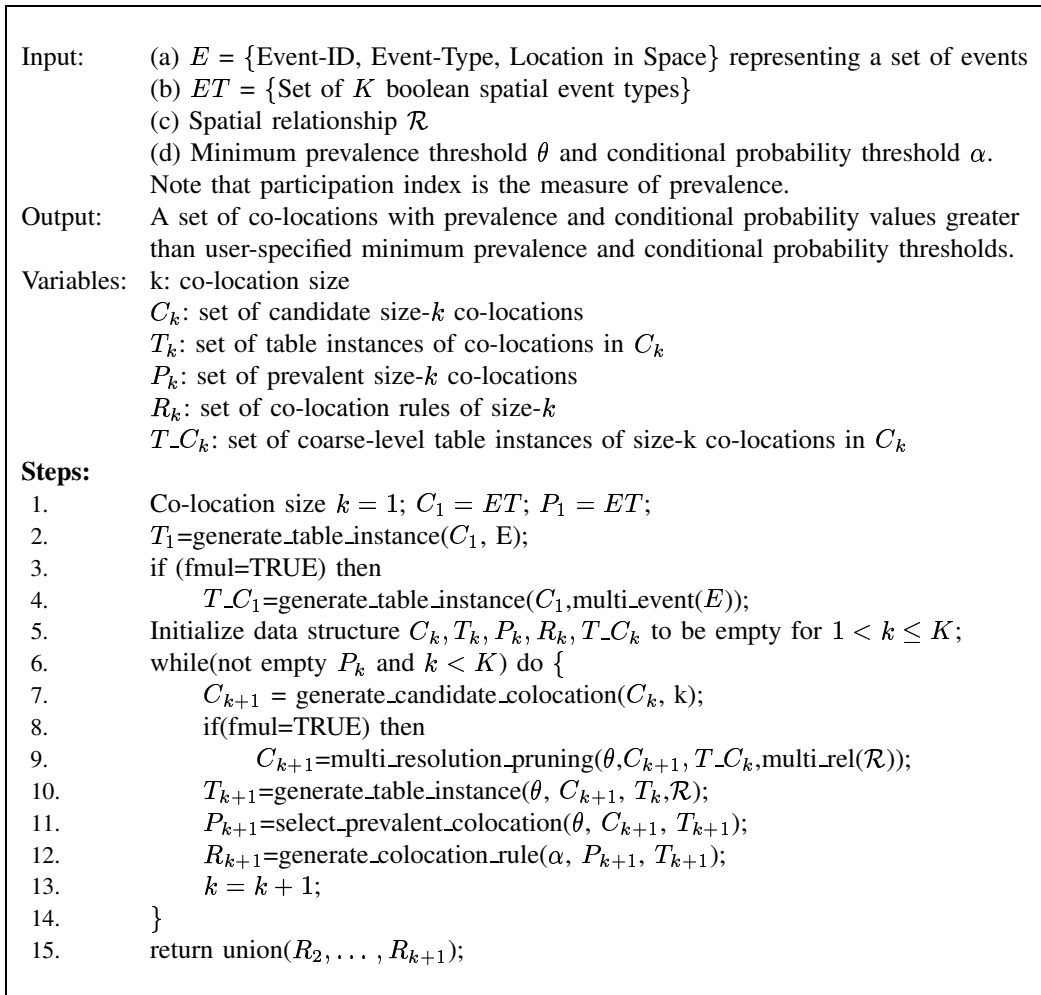 Input: (a) E = {Event-ID, Event-Type, Location in Space} representing a set of events
(b) ET = {Set of K boolean spatial event types}
(c) Spatial relationship ℛ
(d) Minimum prevalence threshold θ and conditional probability threshold α.
Note that participation index is the measure of prevalence.
Output: A set of co-locations with prevalence and conditional probability values greater
than user-specified minimum prevalence and conditional probability thresholds.
Variables: k: co-location size
C_k: set of candidate size-k co-locations
T_k: set of table instances of co-locations in C_k
P_k: set of prevalent size-k co-locations
R_k: set of co-location rules of size-k
T_C_k: set of coarse-level table instances of size-k co-locations in C_k
Steps:
1. Co-location size k = 1; C_1 = ET; P_1 = ET;
2. T_1=generate_table_instance(C_1, E);
3. if (fmul=TRUE) then
4. T_C_1=generate_table_instance(C_1,multi_event(E));
5. Initialize data structure C_k, T_k, P_k, R_k, T_C_k to be empty for 1 < k ≤ K;
6. while(not empty P_k and k < K) do {
7. C_{k+1} = generate_candidate_colocation(C_k, k);
8. if(fmul=TRUE) then
9. C_{k+1}=multi_resolution_pruning(θ,C_{k+1}, T_C_k,multi_rel(ℛ));
10. T_{k+1}=generate_table_instance(θ, C_{k+1}, T_k,ℛ);
11. P_{k+1}=select_prevalent_colocation(θ, C_{k+1}, T_{k+1});
12. R_{k+1}=generate_colocation_rule(α, P_{k+1}, T_{k+1});
13. k = k + 1;
14. }
15. return union(R_2, . . . , R_{k+1});